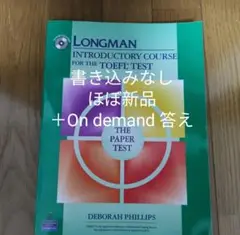 LONGMAN
INTRODUCTORY COURSE
FOR THE TOEFL TEST
書き込みなし
ほぼ新品
＋On demand 答え
THE
PAPER
TEST
DEBORAH PHILLIPS